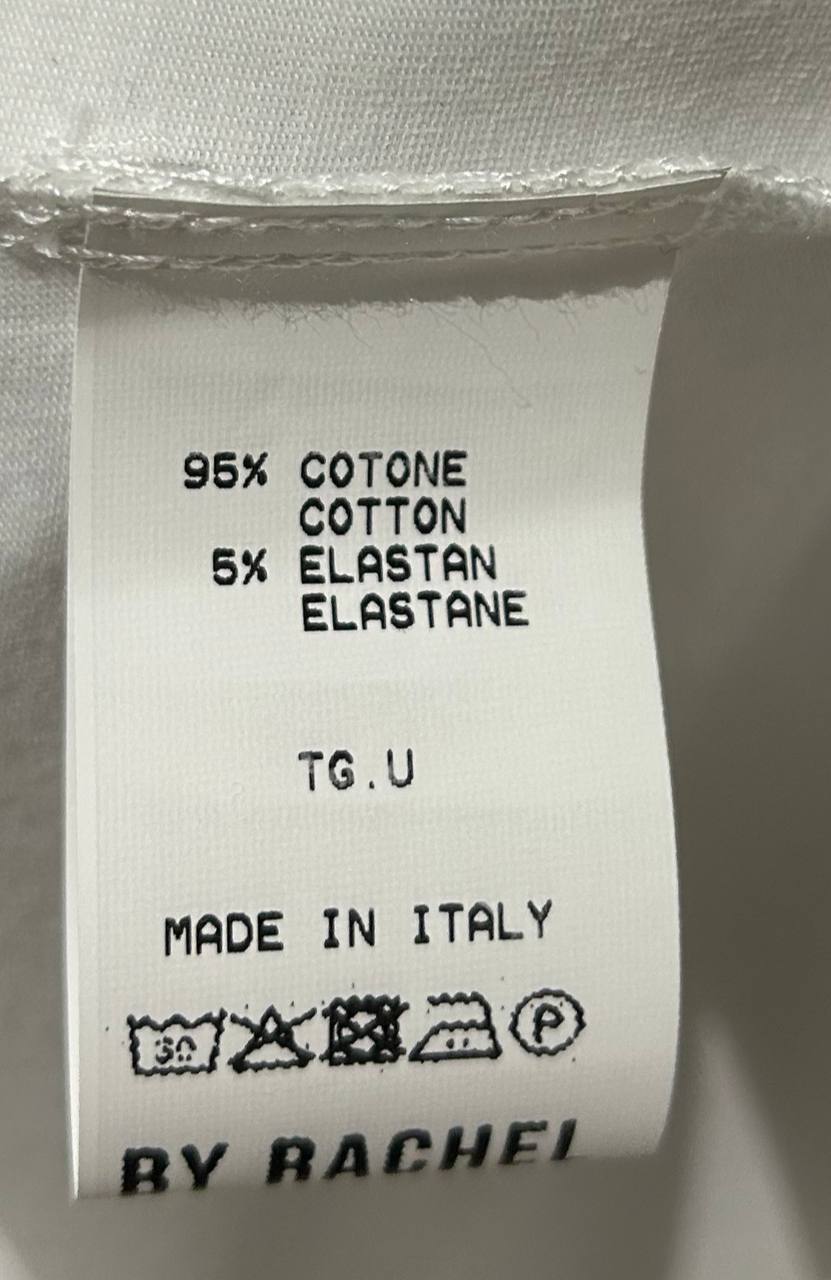 95% COTONE
COTTON
5% ELASTAN
ELASTANE
TG.U
MADE IN ITALY
30 P
BY RACHEL